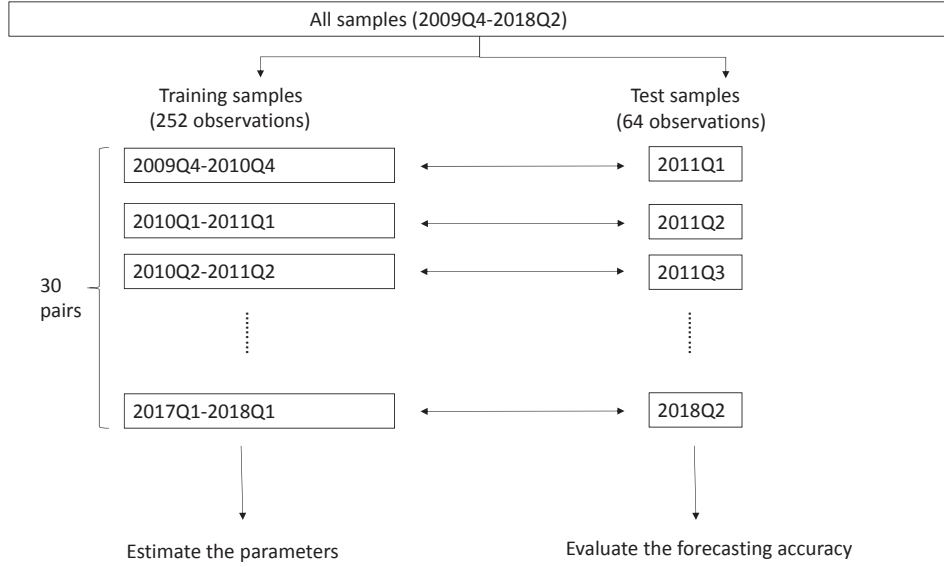 All samples (2009Q4-2018Q2)
Training samples
(252 observations)
Test samples
(64 observations)
2009Q4-2010Q4
2011Q1
2010Q1-2011Q1
2011Q2
2010Q2-2011Q2
2011Q3
30
pairs
2017Q1-2018Q1
2018Q2
Estimate the parameters
Evaluate the forecasting accuracy